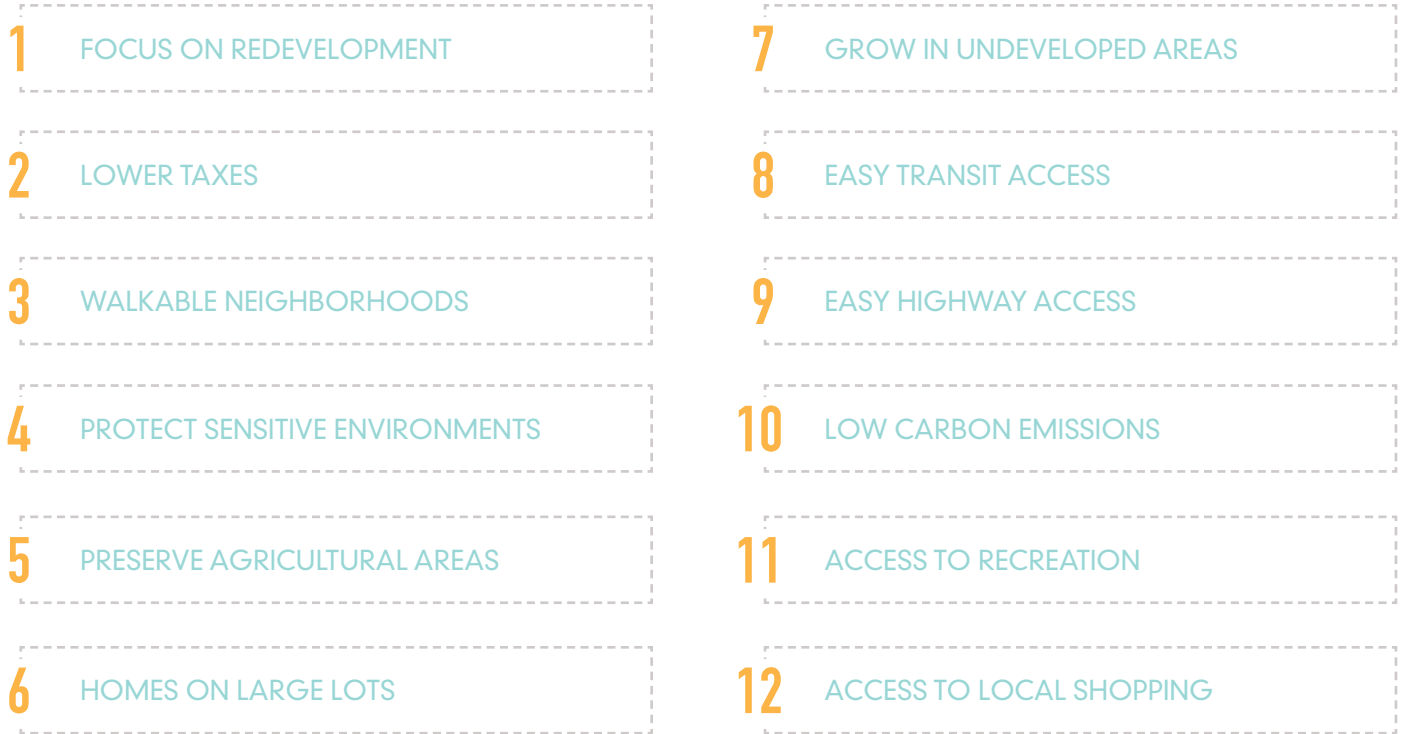 1 FOCUS ON REDEVELOPMENT
2 LOWER TAXES
3 WALKABLE NEIGHBORHOODS
4 PROTECT SENSITIVE ENVIRONMENTS
5 PRESERVE AGRICULTURAL AREAS
6 HOMES ON LARGE LOTS
7 GROW IN UNDEVELOPED AREAS
8 EASY TRANSIT ACCESS
9 EASY HIGHWAY ACCESS
10 LOW CARBON EMISSIONS
11 ACCESS TO RECREATION
12 ACCESS TO LOCAL SHOPPING